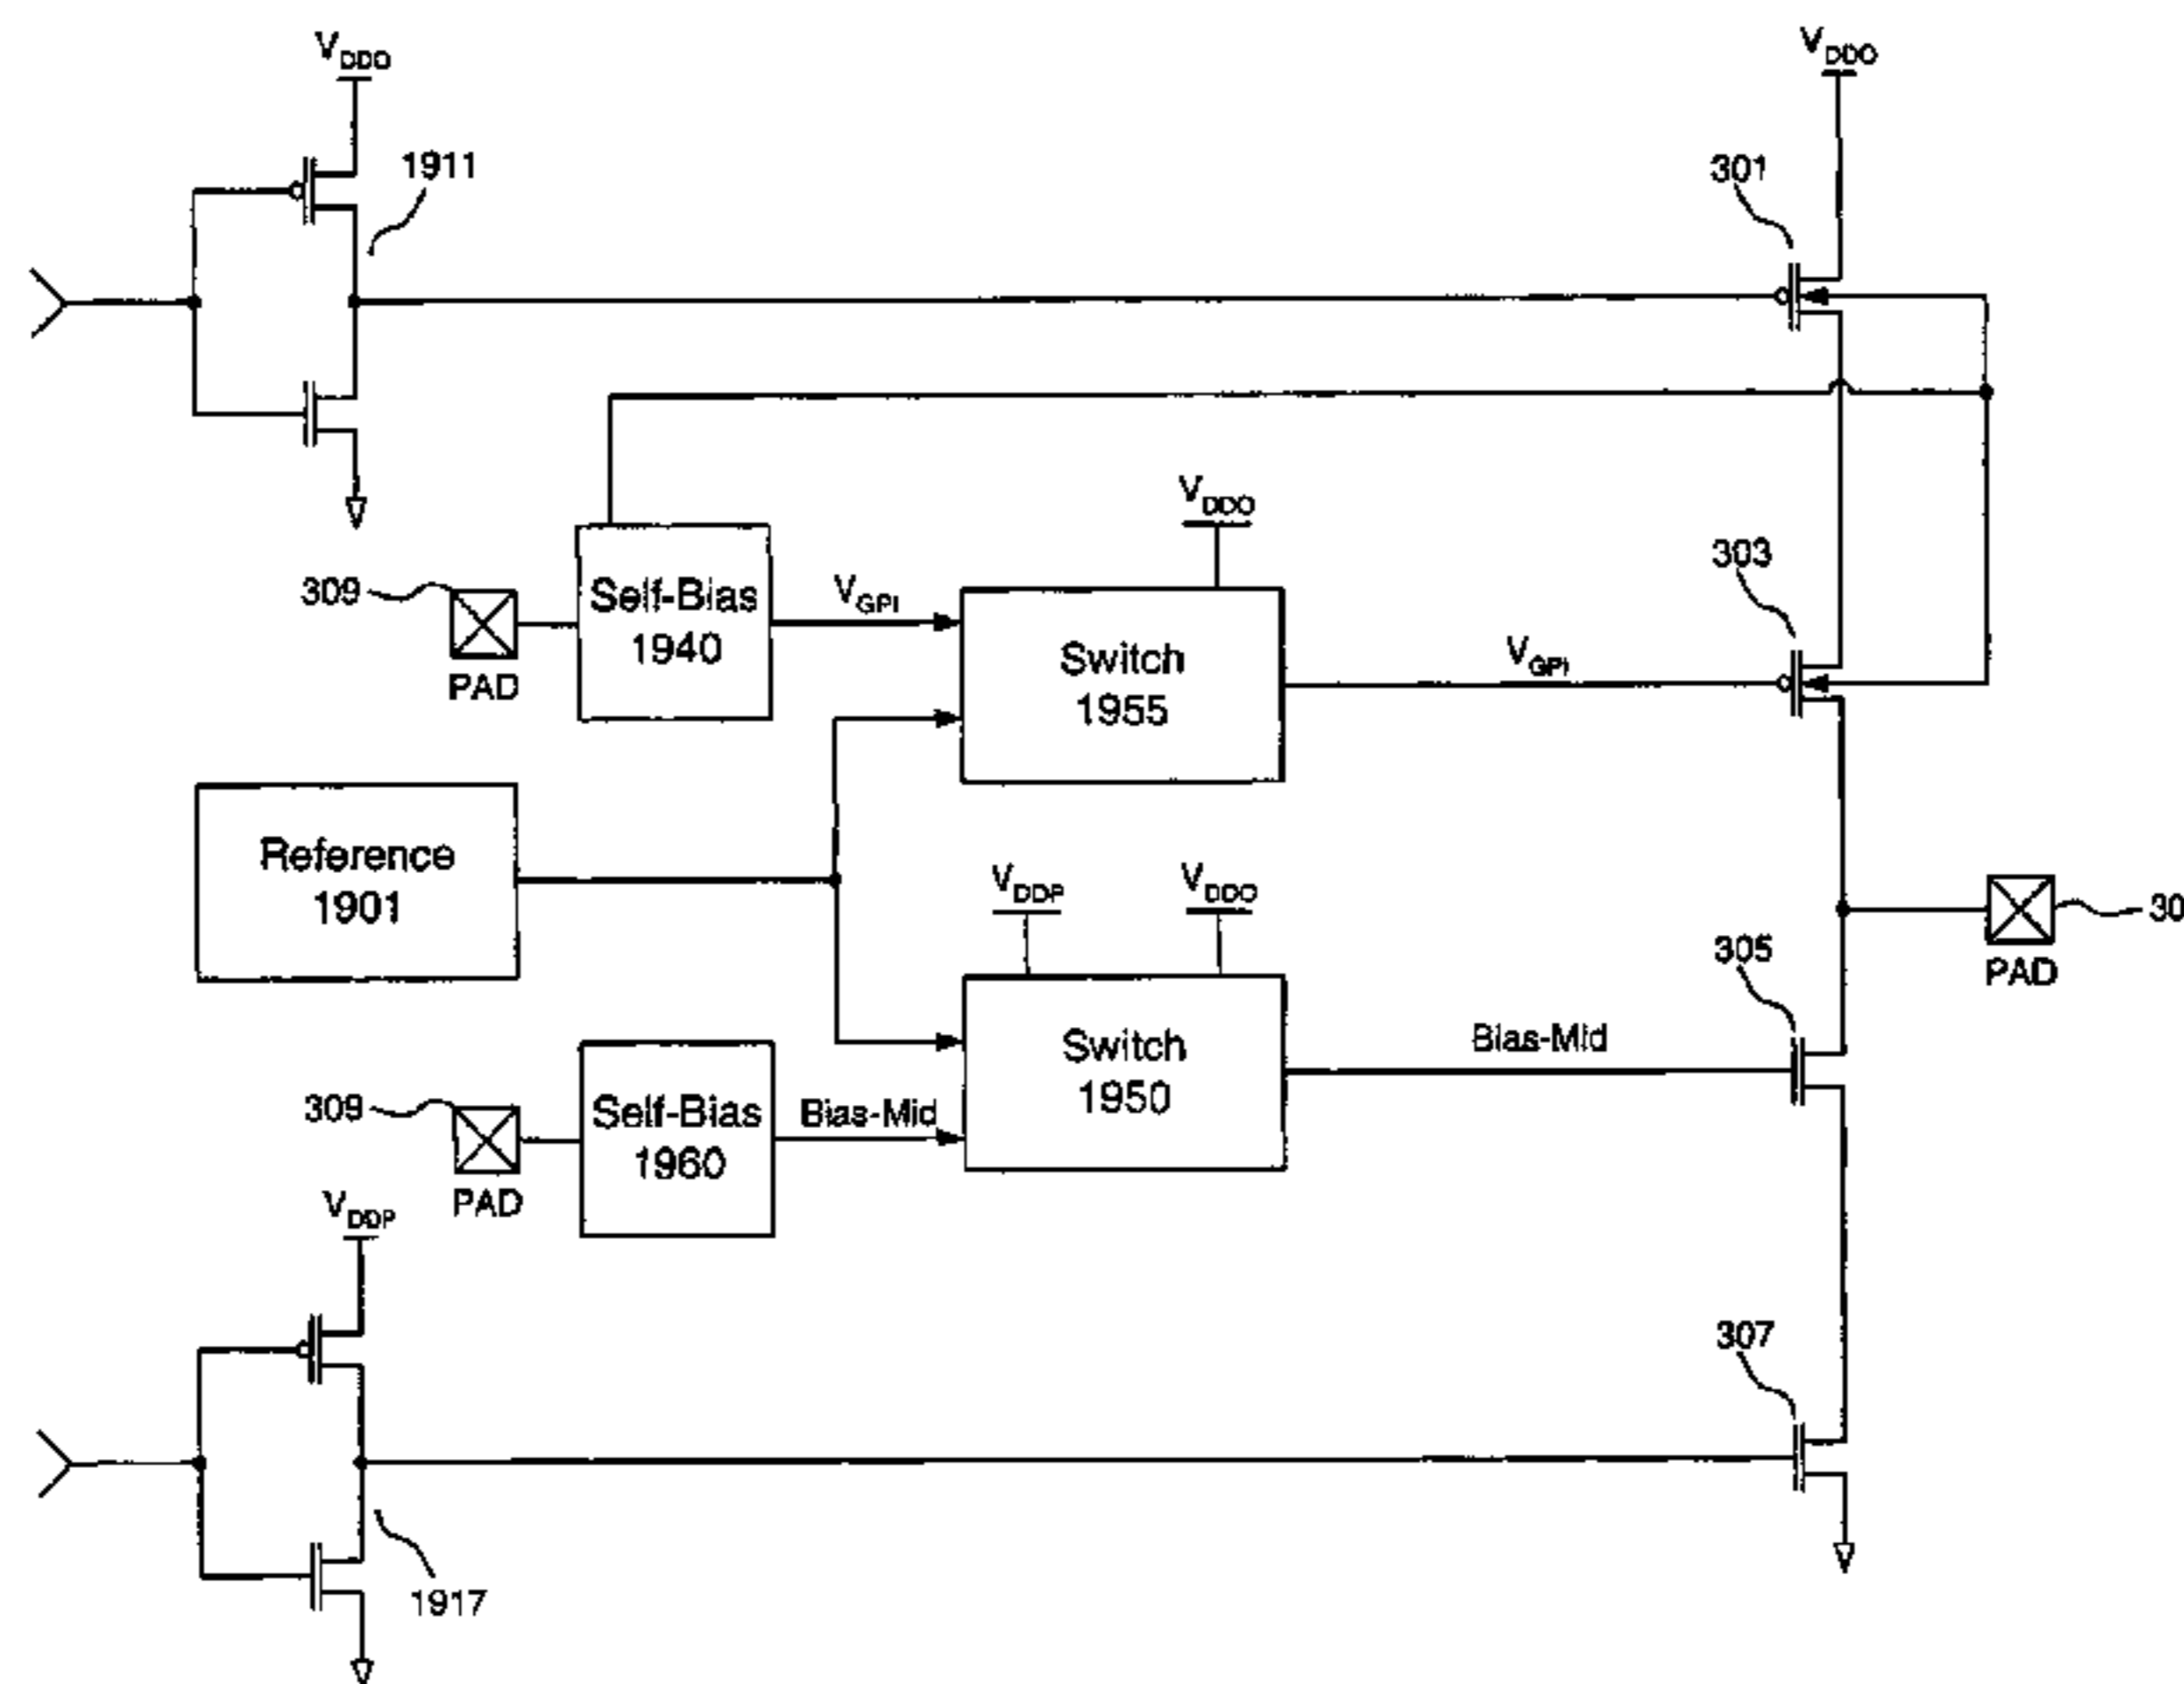 VDDO
VDDO
1911
301
VDDO
309
Self-Bias
1940
VGPI
303
Switch
1955
VGPI
PAD
Reference
1901
VDDP
VDDO
30
PAD
305
Switch
1950
Bias-Mid
309
Self-Bias
1960
Bias-Mid
PAD
VDDP
307
1917